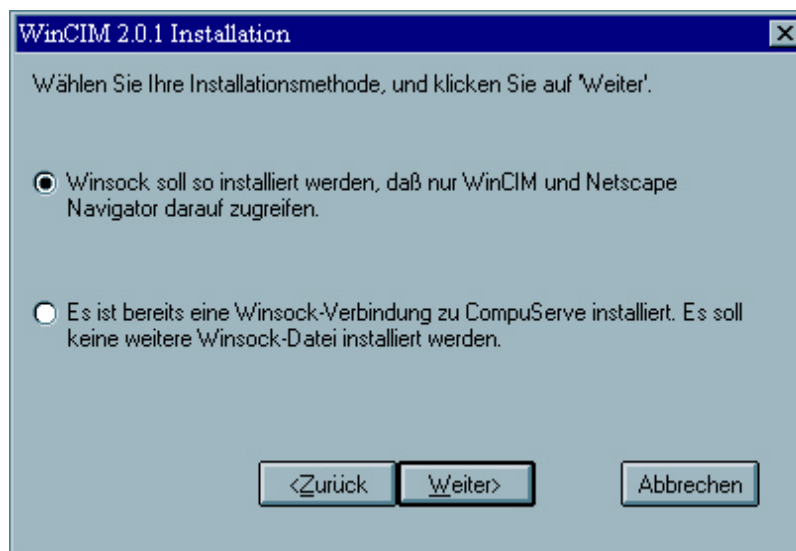 WinCIM 2.0.1 Installation
Wählen Sie Ihre Installationsmethode, und klicken Sie auf 'Weiter'.
Winsock soll so installiert werden, daß nur WinCIM und Netscape
Navigator darauf zugreifen.
Es ist bereits eine Winsock-Verbindung zu CompuServe installiert. Es soll
keine weitere Winsock-Datei installiert werden.
<Zurück Weiter> Abbrechen